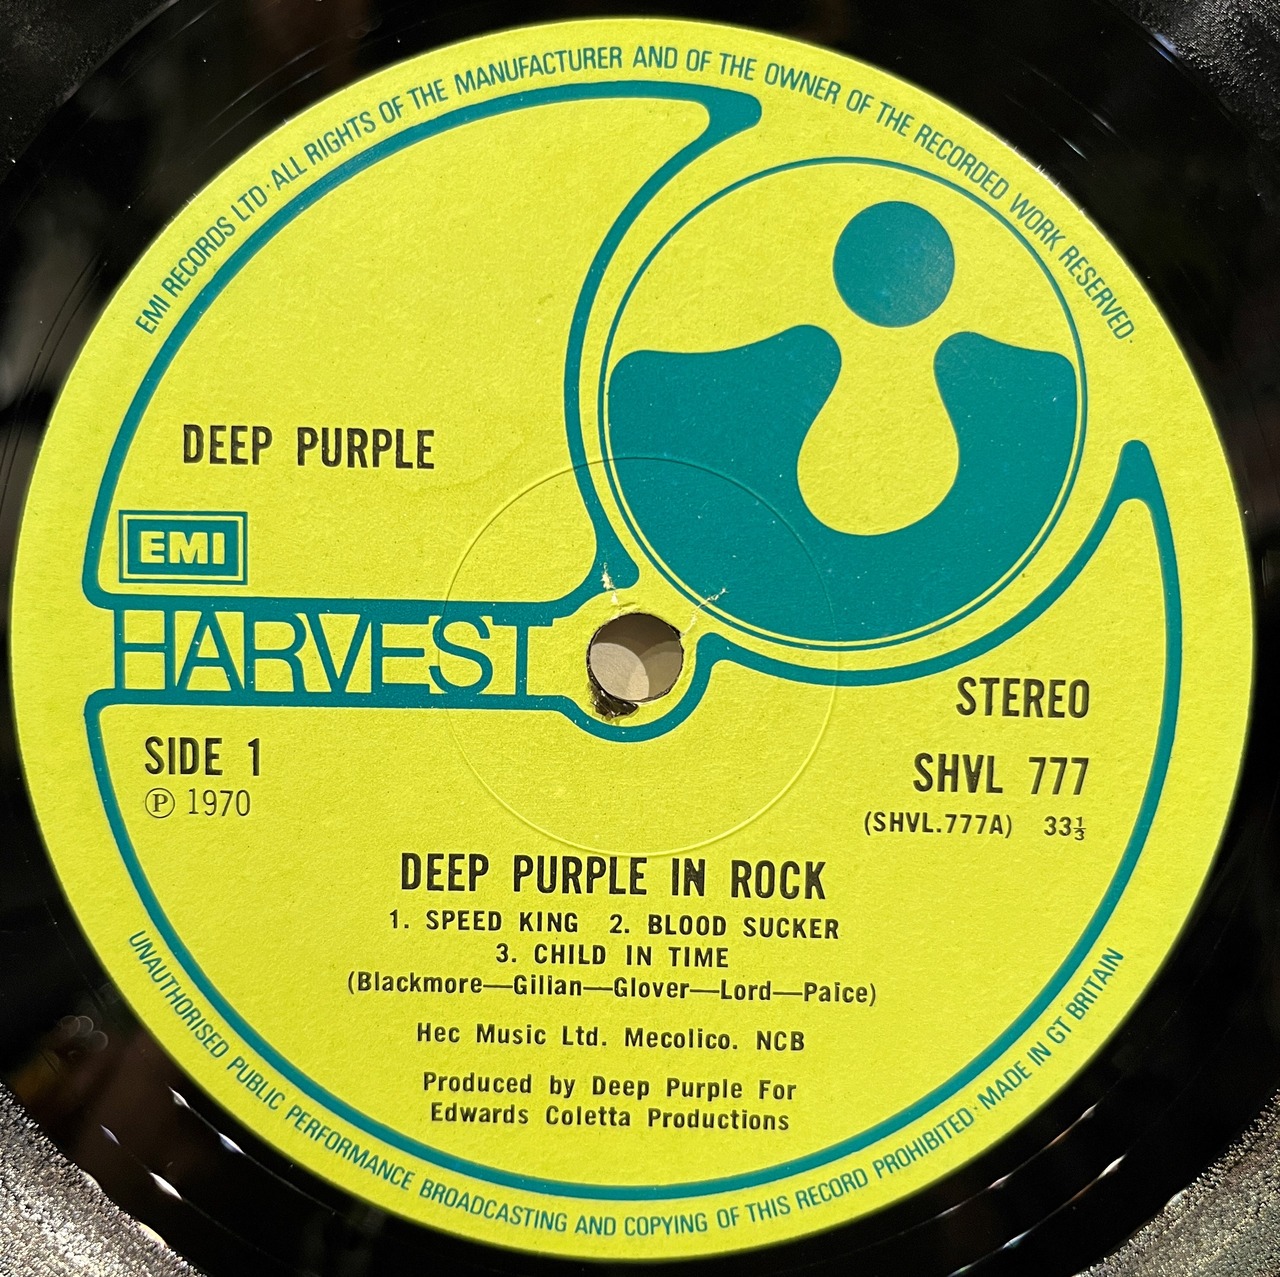 EMI RECORDS LTD · ALL RIGHTS OF THE MANUFACTURER AND OF THE OWNER OF THE RECORDED WORK RESERVED ·
DEEP PURPLE
EMI
HARVEST
STEREO
SIDE 1
SHVL 777
℗ 1970
(SHVL.777A) 33⅓
DEEP PURPLE IN ROCK
1. SPEED KING 2. BLOOD SUCKER
3. CHILD IN TIME
(Blackmore—Gilian—Glover—Lord—Paice)
Hec Music Ltd. Mecolico. NCB
Produced by Deep Purple For
Edwards Coletta Productions
UNAUTHORISED PUBLIC PERFORMANCE BROADCASTING AND COPYING OF THIS RECORD PROHIBITED · MADE IN GT BRITAIN